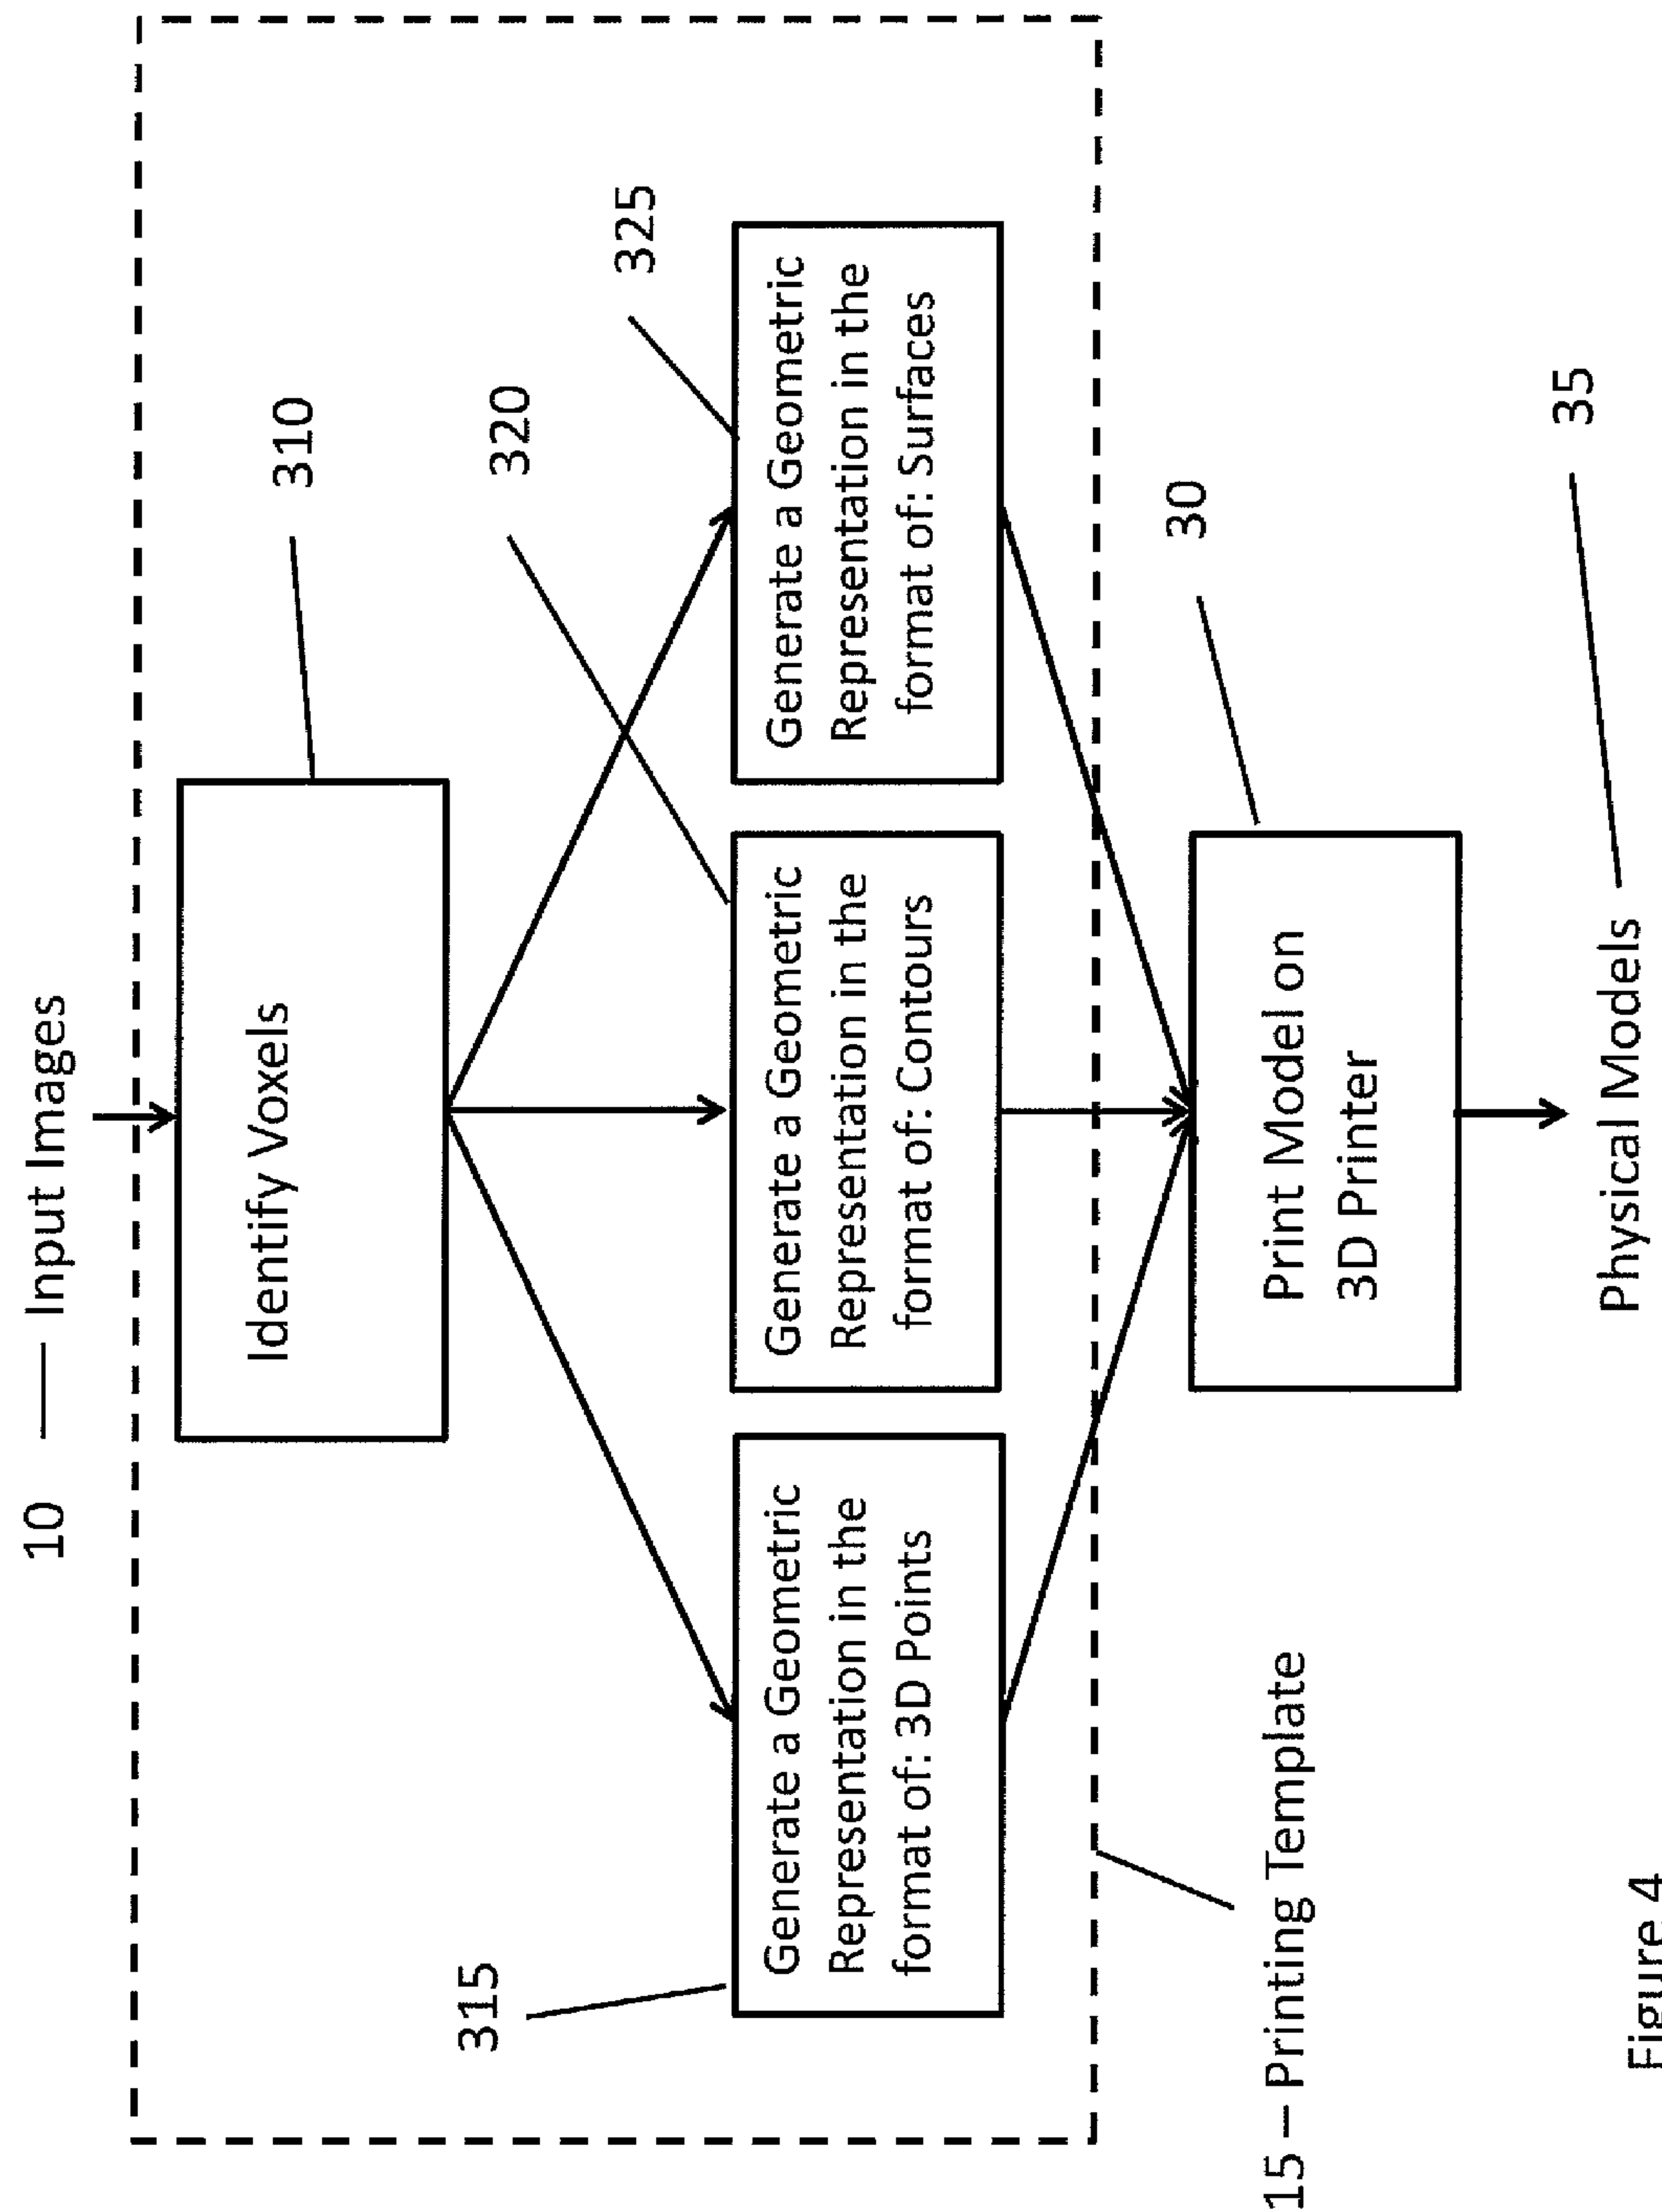 10 — Input Images
310
Identify Voxels
320
325
315
Generate a Geometric
Representation in the
format of: 3D Points
Generate a Geometric
Representation in the
format of: Contours
Generate a Geometric
Representation in the
format of: Surfaces
15 – Printing Template
30
Print Model on
3D Printer
35
Physical Models
Figure 4